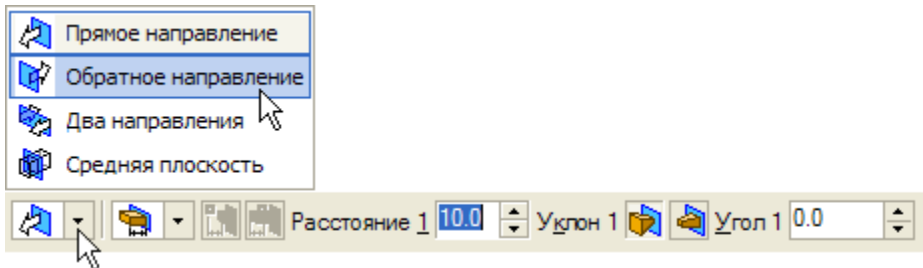 Прямое направление
Обратное направление
Два направления
Средняя плоскость
Расстояние 1 10.0 Уклон 1 Угол 1 0.0